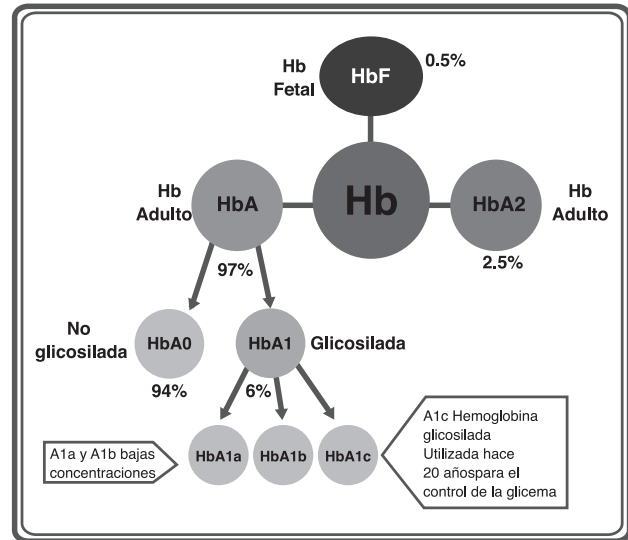 Hb
Fetal
HbF
0.5%
Hb
Adulto
HbA
Hb
HbA2
Hb
Adulto
97%
2.5%
No
glicosilada
HbA0
HbA1
Glicosilada
94%
6%
A1a y A1b bajas
concentraciones
HbA1a
HbA1b
HbA1c
A1c Hemoglobina
glicosilada
Utilizada hace
20 añospara el
control de la glicema